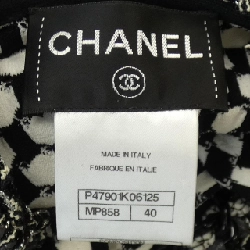 CHANEL
MADE IN ITALY
FABRIQUE EN ITALIE
P47901K06125
MP858 40